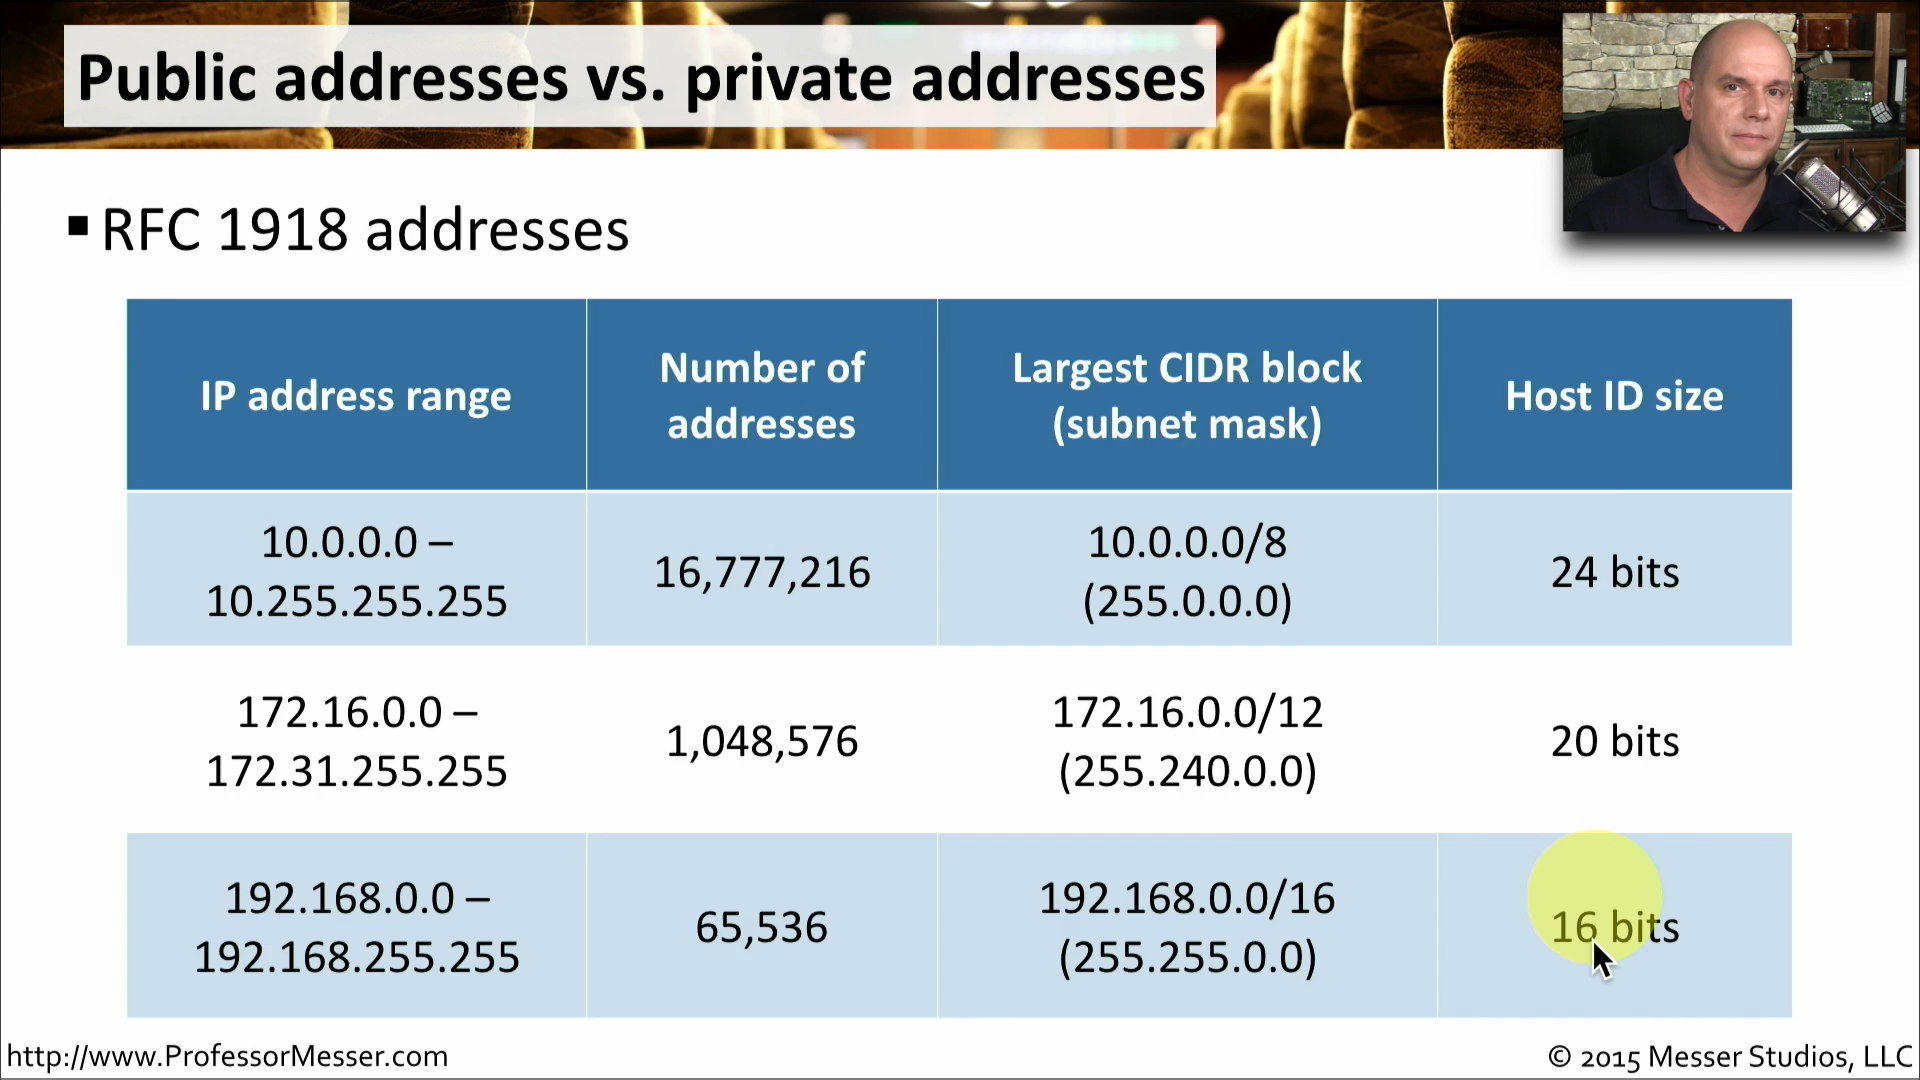 Public addresses vs. private addresses
▪ RFC 1918 addresses
IP address range
Number of
addresses
Largest CIDR block
(subnet mask)
Host ID size
10.0.0.0 –
10.255.255.255
16,777,216
10.0.0.0/8
(255.0.0.0)
24 bits
172.16.0.0 –
172.31.255.255
1,048,576
172.16.0.0/12
(255.240.0.0)
20 bits
192.168.0.0 –
192.168.255.255
65,536
192.168.0.0/16
(255.255.0.0)
16 bits
http://www.ProfessorMesser.com
© 2015 Messer Studios, LLC